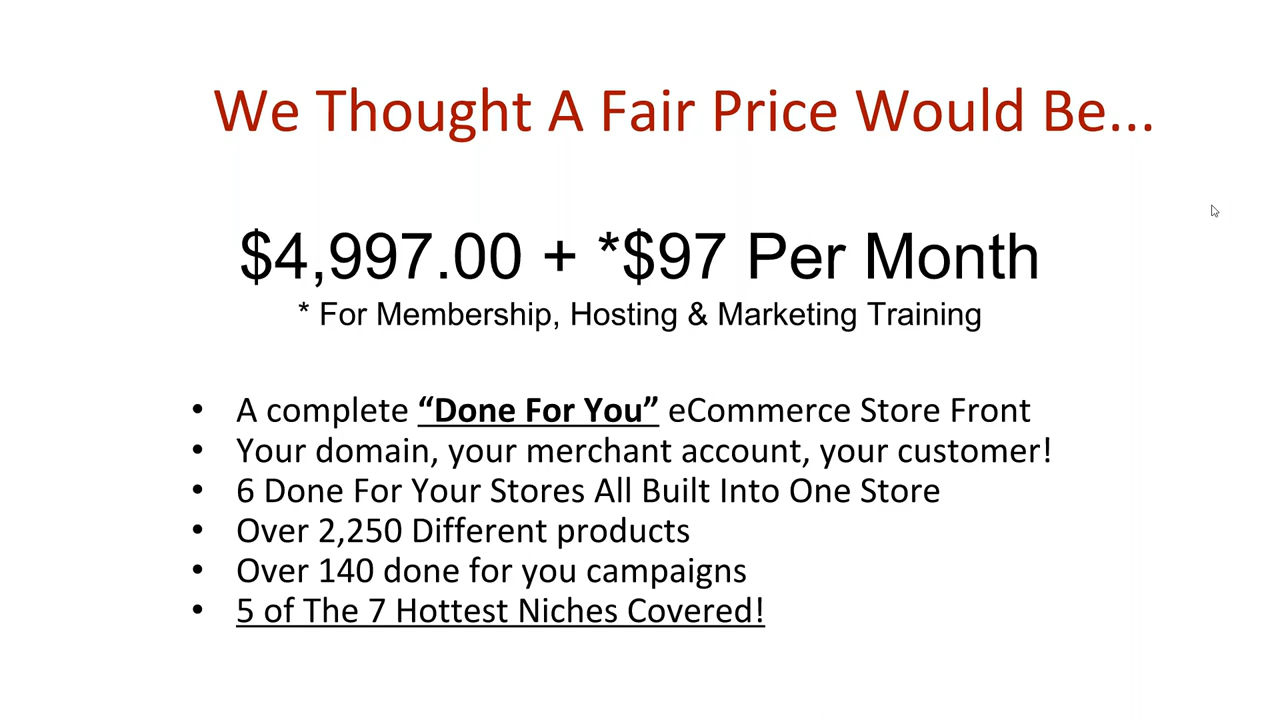 We Thought A Fair Price Would Be...
$4,997.00 + *$97 Per Month
* For Membership, Hosting & Marketing Training
• A complete “Done For You” eCommerce Store Front
• Your domain, your merchant account, your customer!
• 6 Done For Your Stores All Built Into One Store
• Over 2,250 Different products
• Over 140 done for you campaigns
• 5 of The 7 Hottest Niches Covered!